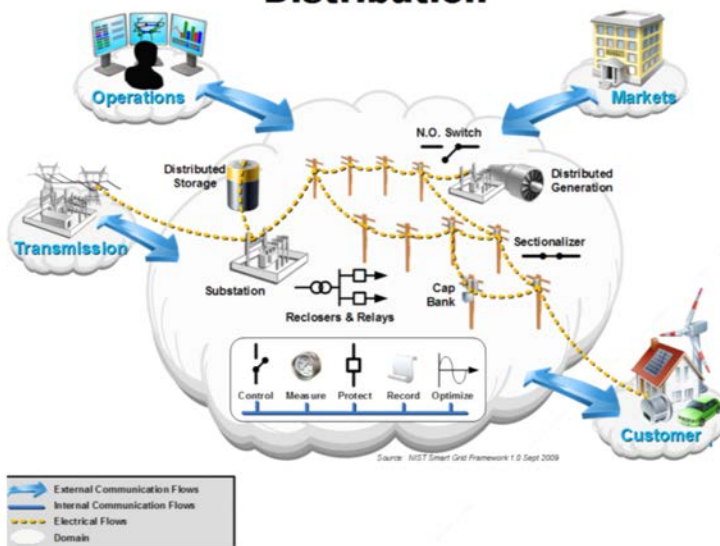 Distribution
Operations
Markets
N.O. Switch
Distributed
Storage
Distributed
Generation
Transmission
Sectionalizer
Substation
Cap
Bank
Reclosers & Relays
Control
Measure
Protect
Record
Optimize
Customer
Source: NIST Smart Grid Framework 1.0 Sept 2009
External Communication Flows
Internal Communication Flows
Electrical Flows
Domain